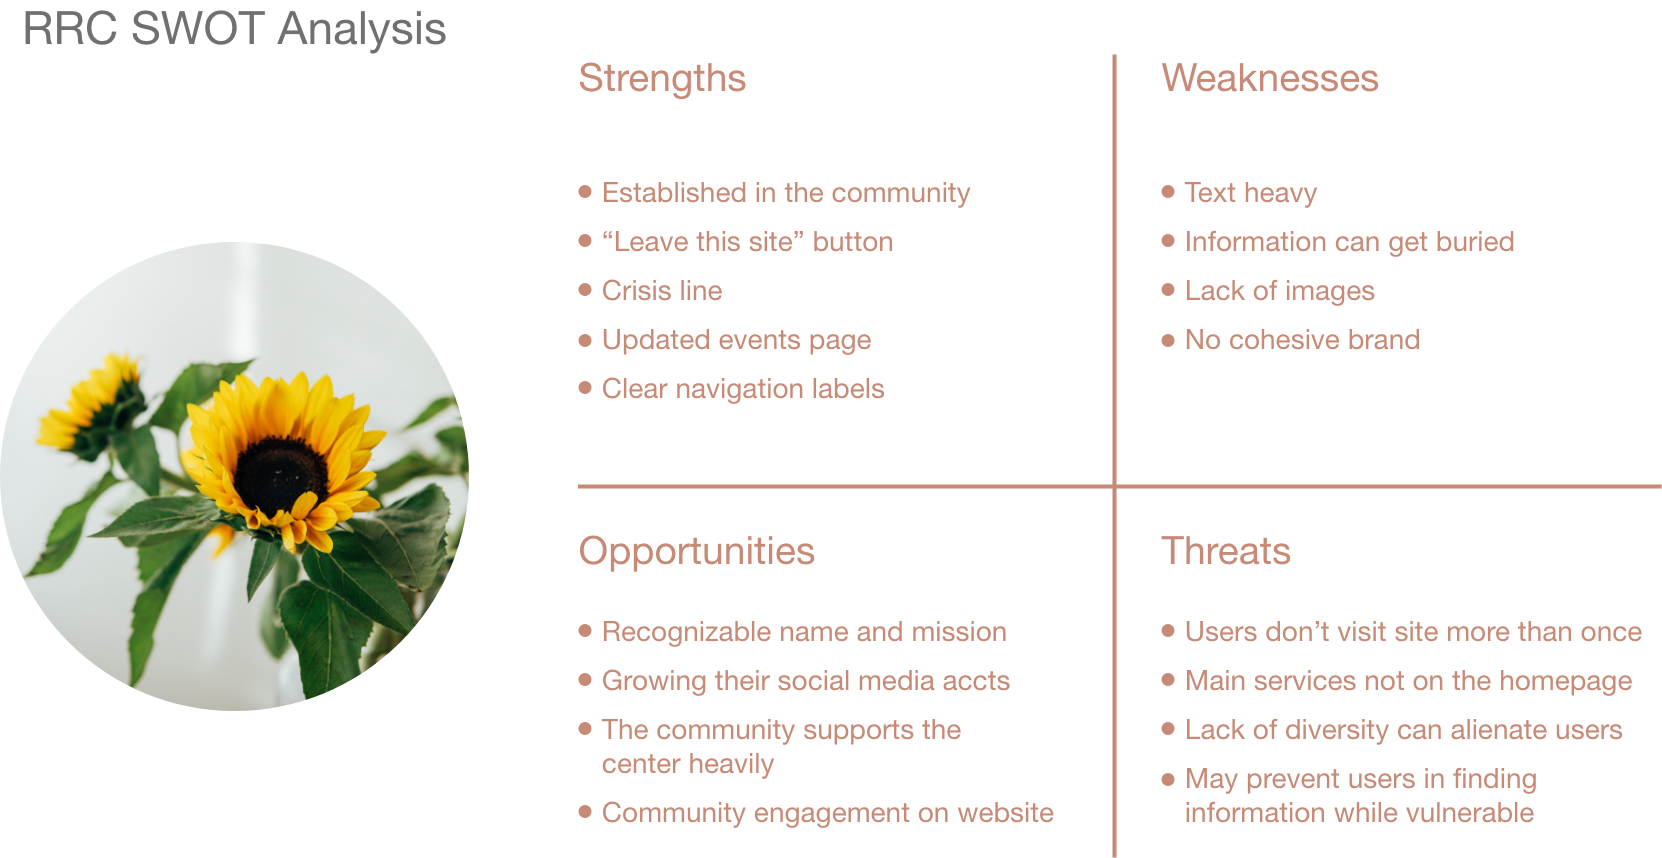 RRC SWOT Analysis
Strengths
Established in the community
“Leave this site” button
Crisis line
Updated events page
Clear navigation labels
Weaknesses
Text heavy
Information can get buried
Lack of images
No cohesive brand
Opportunities
Recognizable name and mission
Growing their social media accts
The community supports the
center heavily
Community engagement on website
Threats
Users don’t visit site more than once
Main services not on the homepage
Lack of diversity can alienate users
May prevent users in finding
information while vulnerable